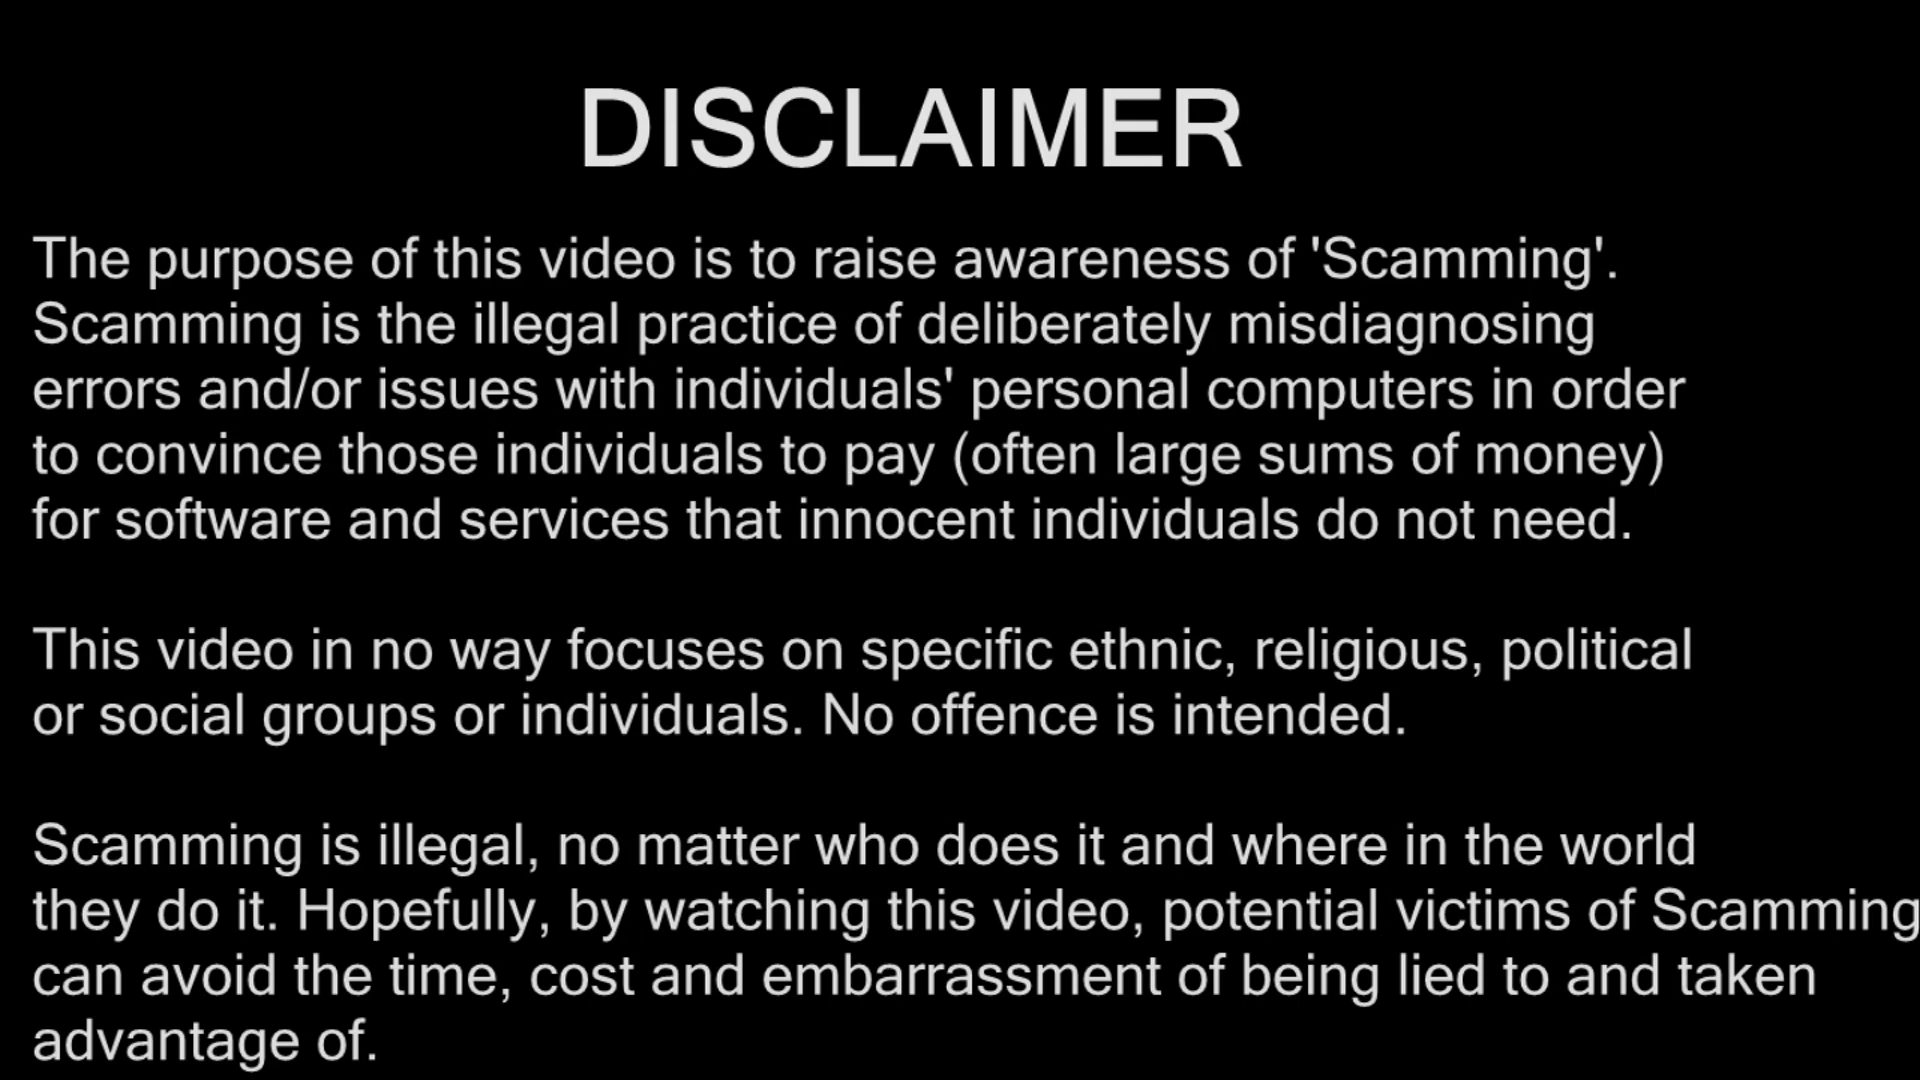 DISCLAIMER
The purpose of this video is to raise awareness of 'Scamming'.
Scamming is the illegal practice of deliberately misdiagnosing
errors and/or issues with individuals' personal computers in order
to convince those individuals to pay (often large sums of money)
for software and services that innocent individuals do not need.
This video in no way focuses on specific ethnic, religious, political
or social groups or individuals. No offence is intended.
Scamming is illegal, no matter who does it and where in the world
they do it. Hopefully, by watching this video, potential victims of Scamming
can avoid the time, cost and embarrassment of being lied to and taken
advantage of.